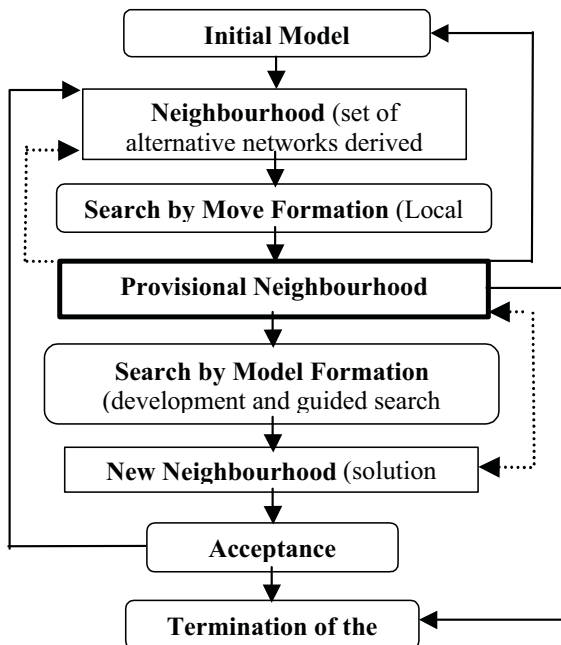 Initial Model
Neighbourhood (set of
alternative networks derived
Search by Move Formation (Local
Provisional Neighbourhood
Search by Model Formation
(development and guided search
New Neighbourhood (solution
Acceptance
Termination of the